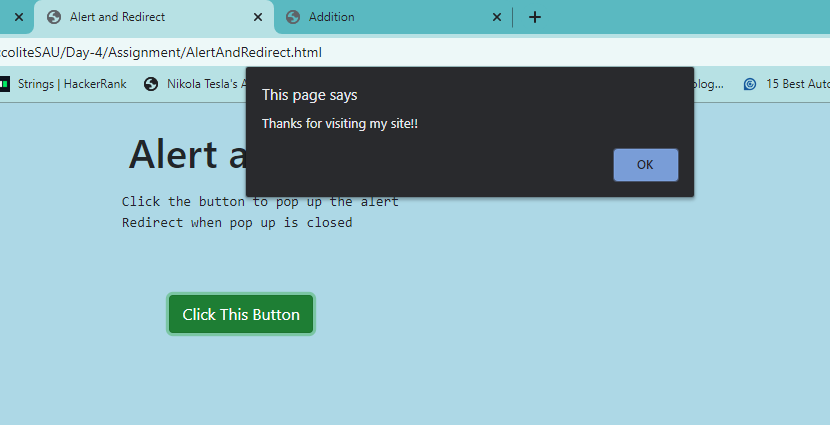 Alert and Redirect
Addition
coliteSAU/Day-4/Assignment/AlertAndRedirect.html
Strings | HackerRank
Nikola Tesla's A
blog...
15 Best Auto
This page says
Thanks for visiting my site!!
OK
Alert a
Click the button to pop up the alert
Redirect when pop up is closed
Click This Button